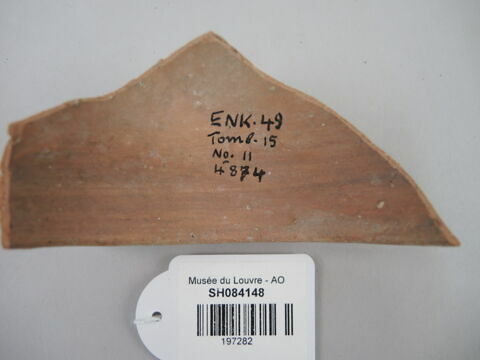 ENK.49
Tomb.15
No. 11
4874
Musée du Louvre - AO
SH084148
197282